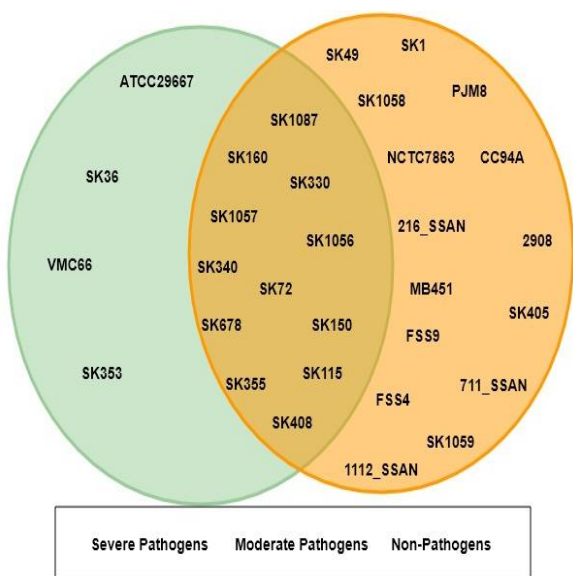 SK49
SK1
ATCC29667
PJM8
SK1058
SK1087
SK160
NCTC7863
CC94A
SK36
SK330
SK1057
216_SSAN
SK1056
2908
VMC66
SK340
SK72
MB451
SK405
SK678
SK150
FSS9
SK353
SK115
SK355
711_SSAN
FSS4
SK408
SK1059
1112_SSAN
Severe Pathogens Moderate Pathogens Non-Pathogens